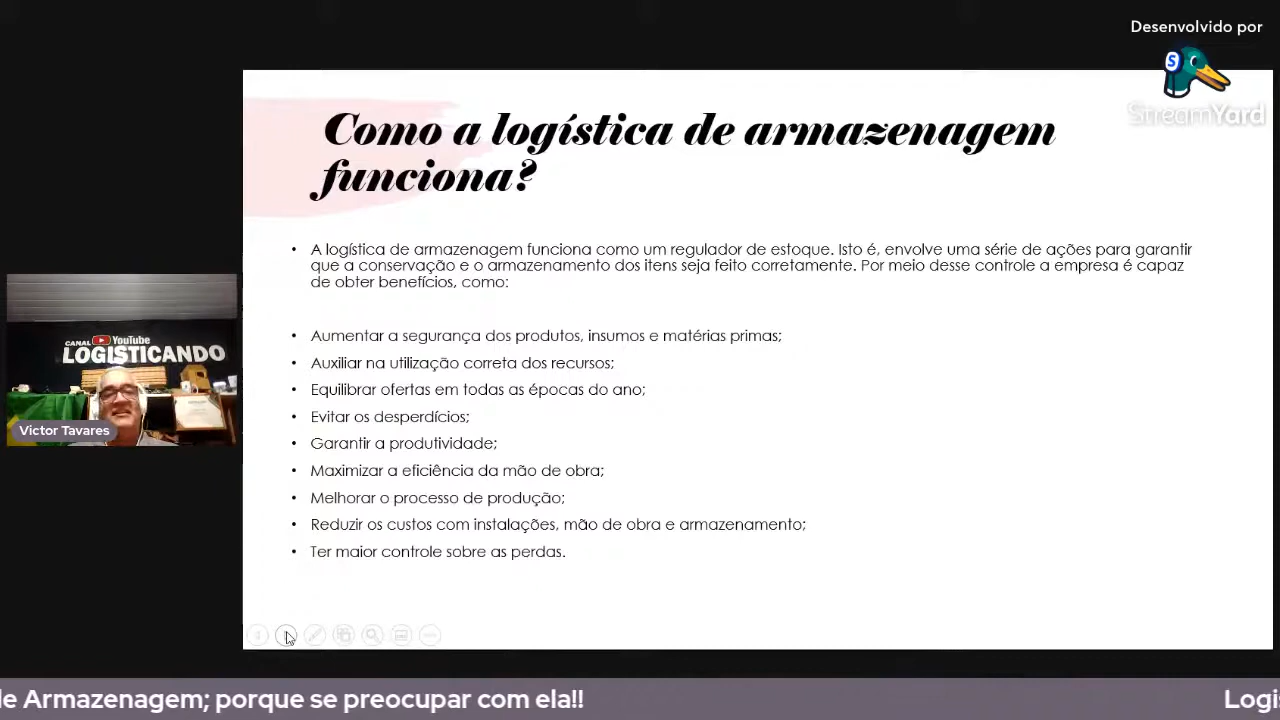 Desenvolvido por
S
StreamYard
Como a logística de armazenagem
funciona?
• A logística de armazenagem funciona como um regulador de estoque. Isto é, envolve uma série de ações para garantir
que a conservação e o armazenamento dos itens seja feito corretamente. Por meio desse controle a empresa é capaz
de obter benefícios, como:
• Aumentar a segurança dos produtos, insumos e matérias primas;
• Auxiliar na utilização correta dos recursos;
• Equilibrar ofertas em todas as épocas do ano;
• Evitar os desperdícios;
• Garantir a produtividade;
• Maximizar a eficiência da mão de obra;
• Melhorar o processo de produção;
• Reduzir os custos com instalações, mão de obra e armazenamento;
• Ter maior controle sobre as perdas.
CANAL YouTube
LOGISTICANDO
Victor Tavares
de Armazenagem; porque se preocupar com ela!! Logis